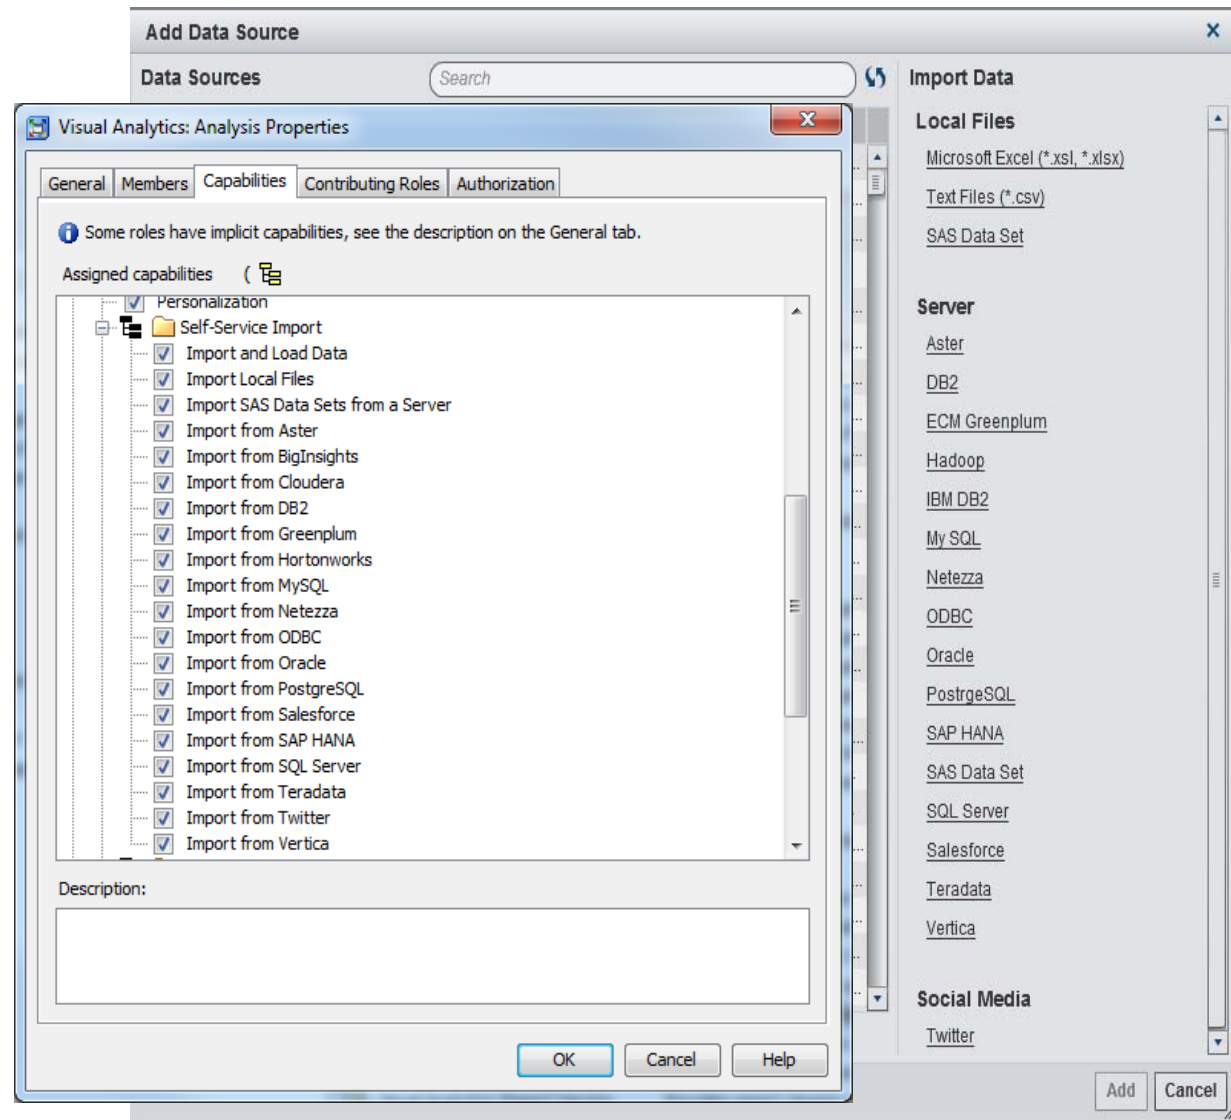 Add Data Source
Data Sources
Search
Import Data
Visual Analytics: Analysis Properties
General
Members
Capabilities
Contributing Roles
Authorization
Some roles have implicit capabilities, see the description on the General tab.
Assigned capabilities (
Personalization
Self-Service Import
Import and Load Data
Import Local Files
Import SAS Data Sets from a Server
Import from Aster
Import from BigInsights
Import from Cloudera
Import from DB2
Import from Greenplum
Import from Hortonworks
Import from MySQL
Import from Netezza
Import from ODBC
Import from Oracle
Import from PostgreSQL
Import from Salesforce
Import from SAP HANA
Import from SQL Server
Import from Teradata
Import from Twitter
Import from Vertica
Description:
OK
Cancel
Help
Local Files
Microsoft Excel (*.xsl, *.xlsx)
Text Files (*.csv)
SAS Data Set
Server
Aster
DB2
ECM Greenplum
Hadoop
IBM DB2
My SQL
Netezza
ODBC
Oracle
PostrgeSQL
SAP HANA
SAS Data Set
SQL Server
Salesforce
Teradata
Vertica
Social Media
Twitter
Add
Cancel